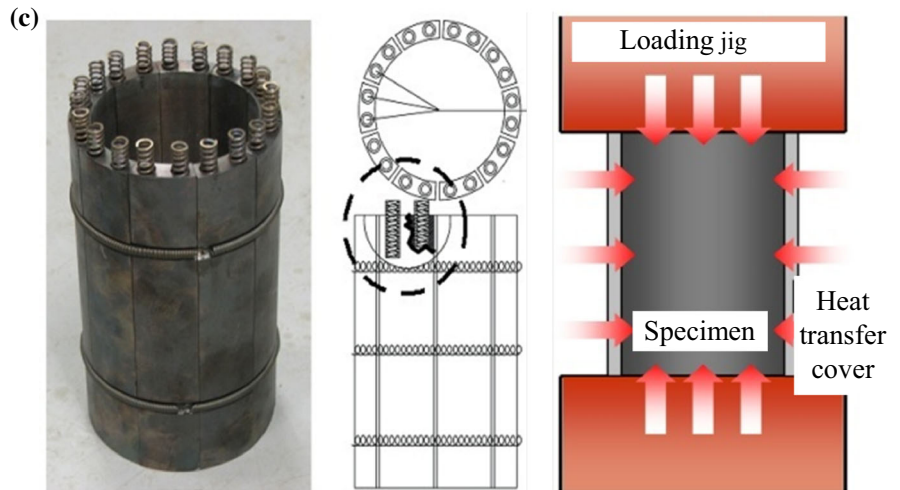 (c)
Loading jig
Specimen
Heat
transfer
cover